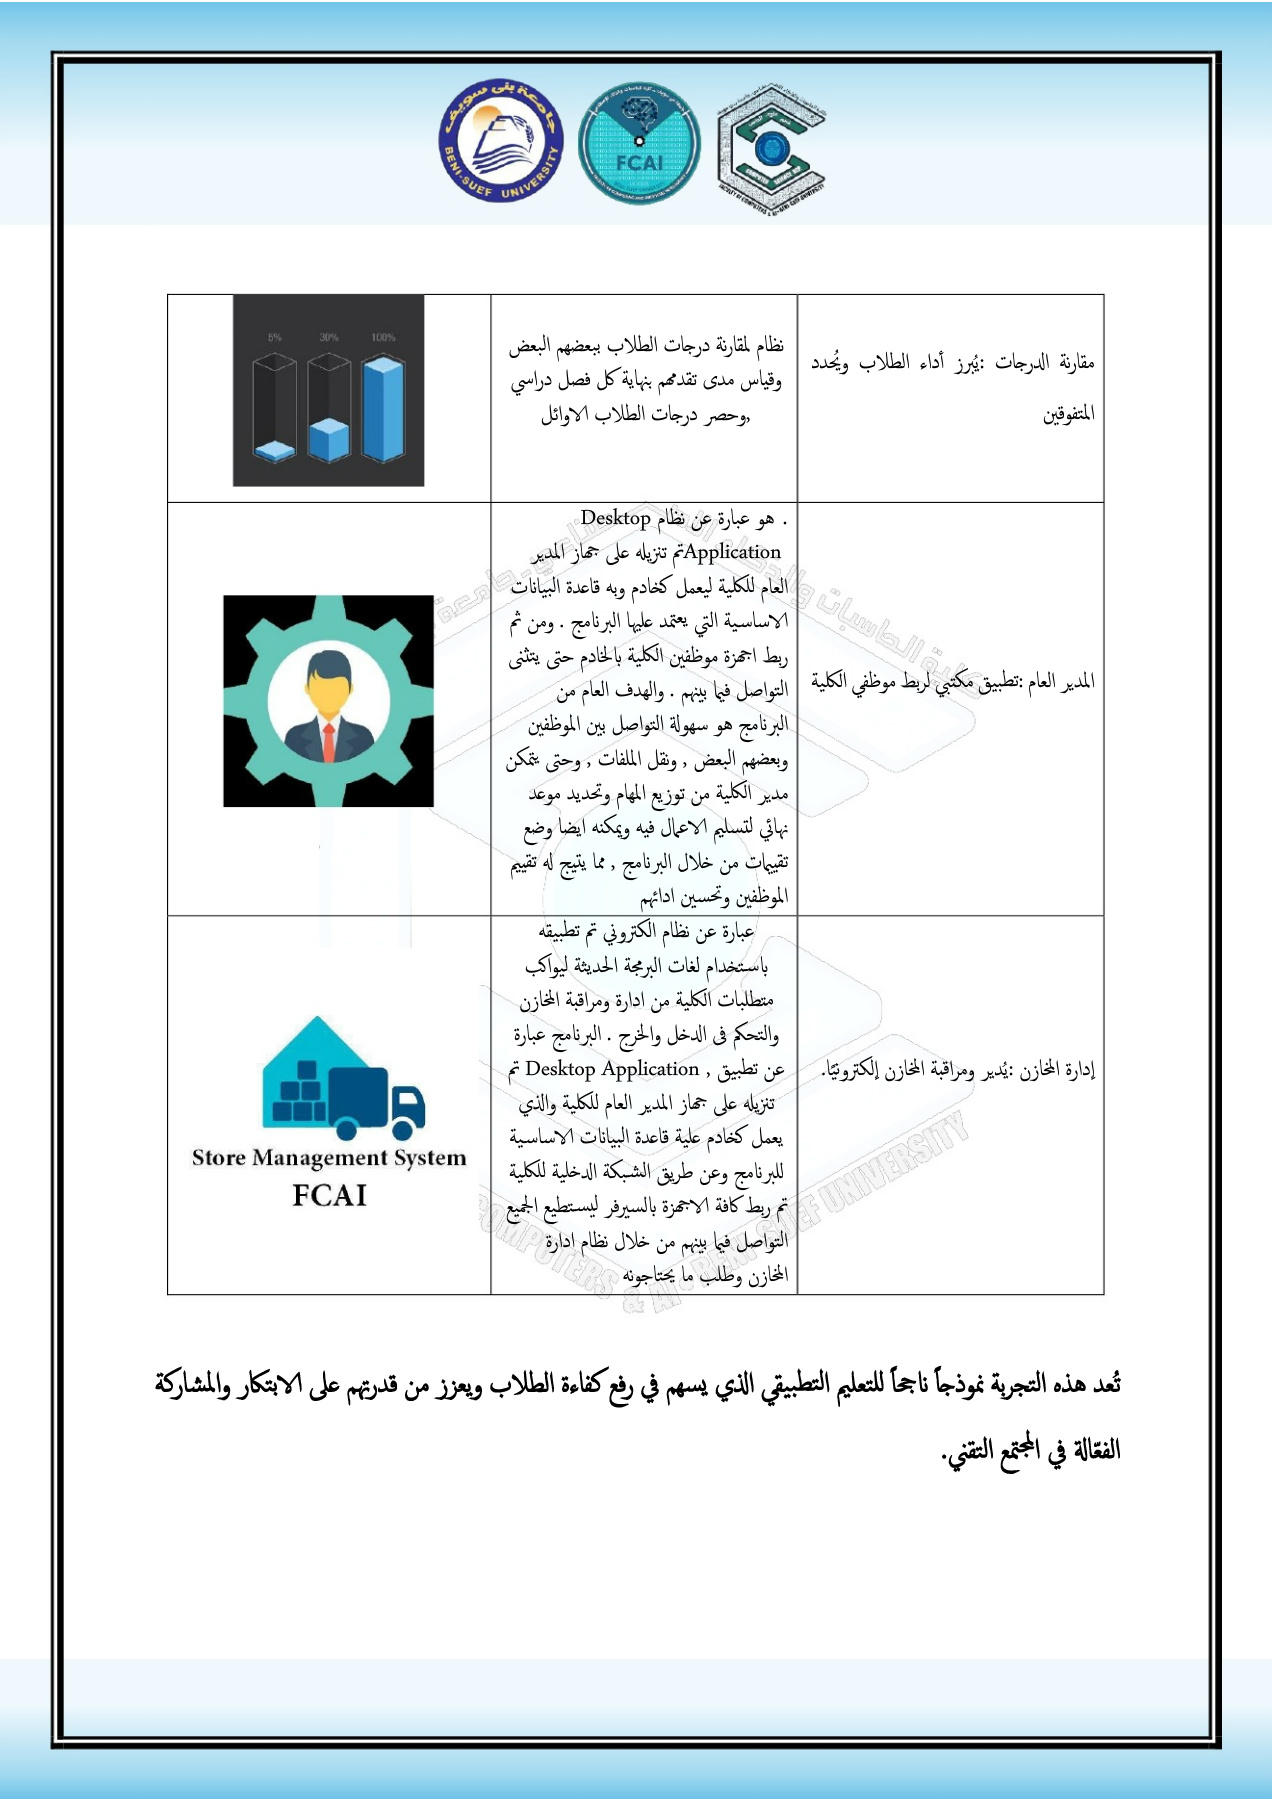 جامعة بنى سويف
BENI-SUEF UNIVERSITY
FCAI
مقارنة الدرجات :يُبرز أداء الطلاب ويُحدد
المتفوقين
نظام لمقارنة درجات الطلاب ببعضهم البعض
وقياس مدى تقدمهم بنهاية كل فصل دراسي
,وحصر درجات الطلاب الاوائل
5% 30% 100%
المدير العام :تطبيق مكتبي لربط موظفي الكلية
. هو عبارة عن نظام Desktop
Applicationتم تنزيله على جهاز المدير
العام للكلية ليعمل كخادم وبه قاعدة البيانات
الاساسية التي يعتمد عليها البرنامج . ومن ثم
ربط اجهزة موظفين الكلية بالخادم حتى يتثنى
التواصل فيما بينهم . والهدف العام من
البرنامج هو سهولة التواصل بين الموظفين
وبعضهم البعض , ونقل الملفات , وحتى يتمكن
مدير الكلية من توزيع المهام وتحديد موعد
نهائي لتسليم الاعمال فيه ويمكنه ايضا وضع
تقييمات من خلال البرنامج , مما يتيح له تقييم
الموظفين وتحسين ادائهم
إدارة المخازن :يُدير ومراقبة المخازن إلكترونيًا.
عبارة عن نظام الكتروني تم تطبيقه
باستخدام لغات البرمجة الحديثة ليواكب
متطلبات الكلية من ادارة ومراقبة المخازن
والتحكم فى الدخل والخرج . البرنامج عبارة
عن تطبيق , Desktop Application تم
تنزيله على جهاز المدير العام للكلية والذي
يعمل كخادم علية قاعدة البيانات الاساسية
للبرنامج وعن طريق الشبكة الدخلية للكلية
تم ربط كافة الاجهزة بالسيرفر ليستطيع الجميع
التواصل فيما بينهم من خلال نظام ادارة
المخازن وطلب ما يحتاجونه
Store Management System
FCAI
COMPUTERS & AI - BENI-SUEF UNIVERSITY
تُعد هذه التجربة نموذجاً ناجحاً للتعليم التطبيقي الذي يسهم في رفع كفاءة الطلاب ويعزز من قدرتهم على الابتكار والمشاركة
الفعّالة في المجتمع التقني.